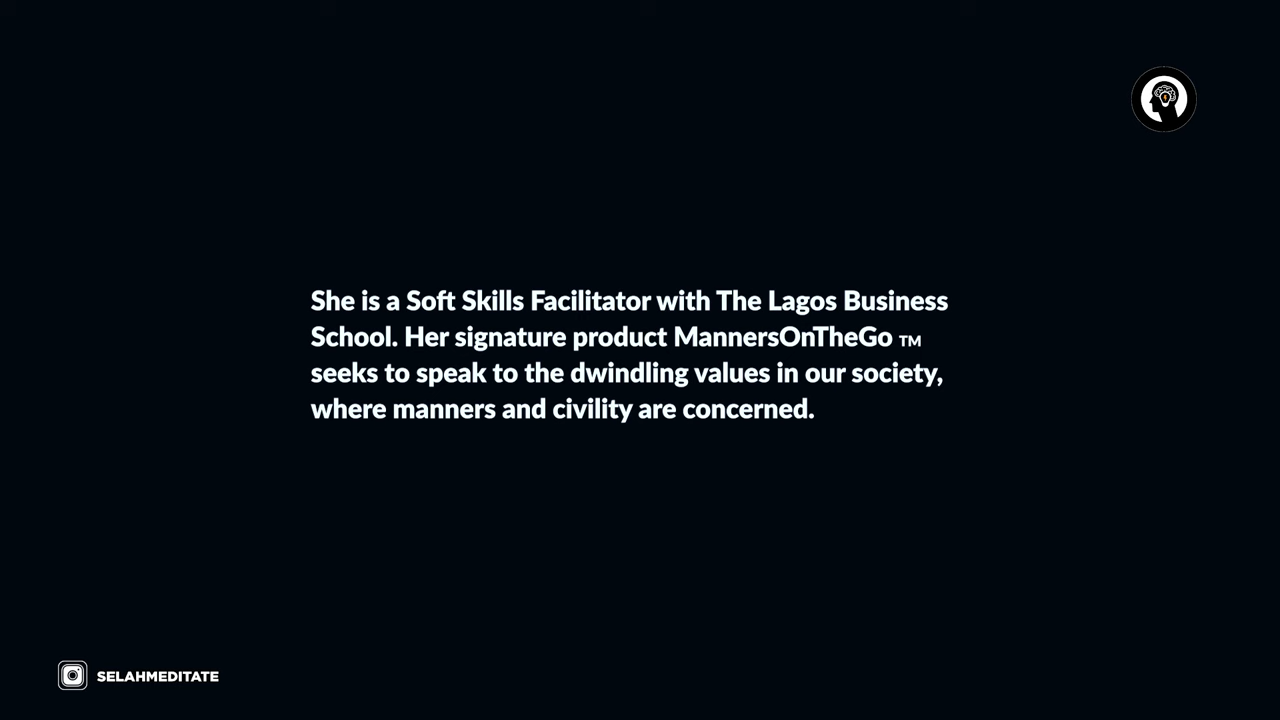 She is a Soft Skills Facilitator with The Lagos Business
School. Her signature product MannersOnTheGo ™
seeks to speak to the dwindling values in our society,
where manners and civility are concerned.
SELAHMEDITATE